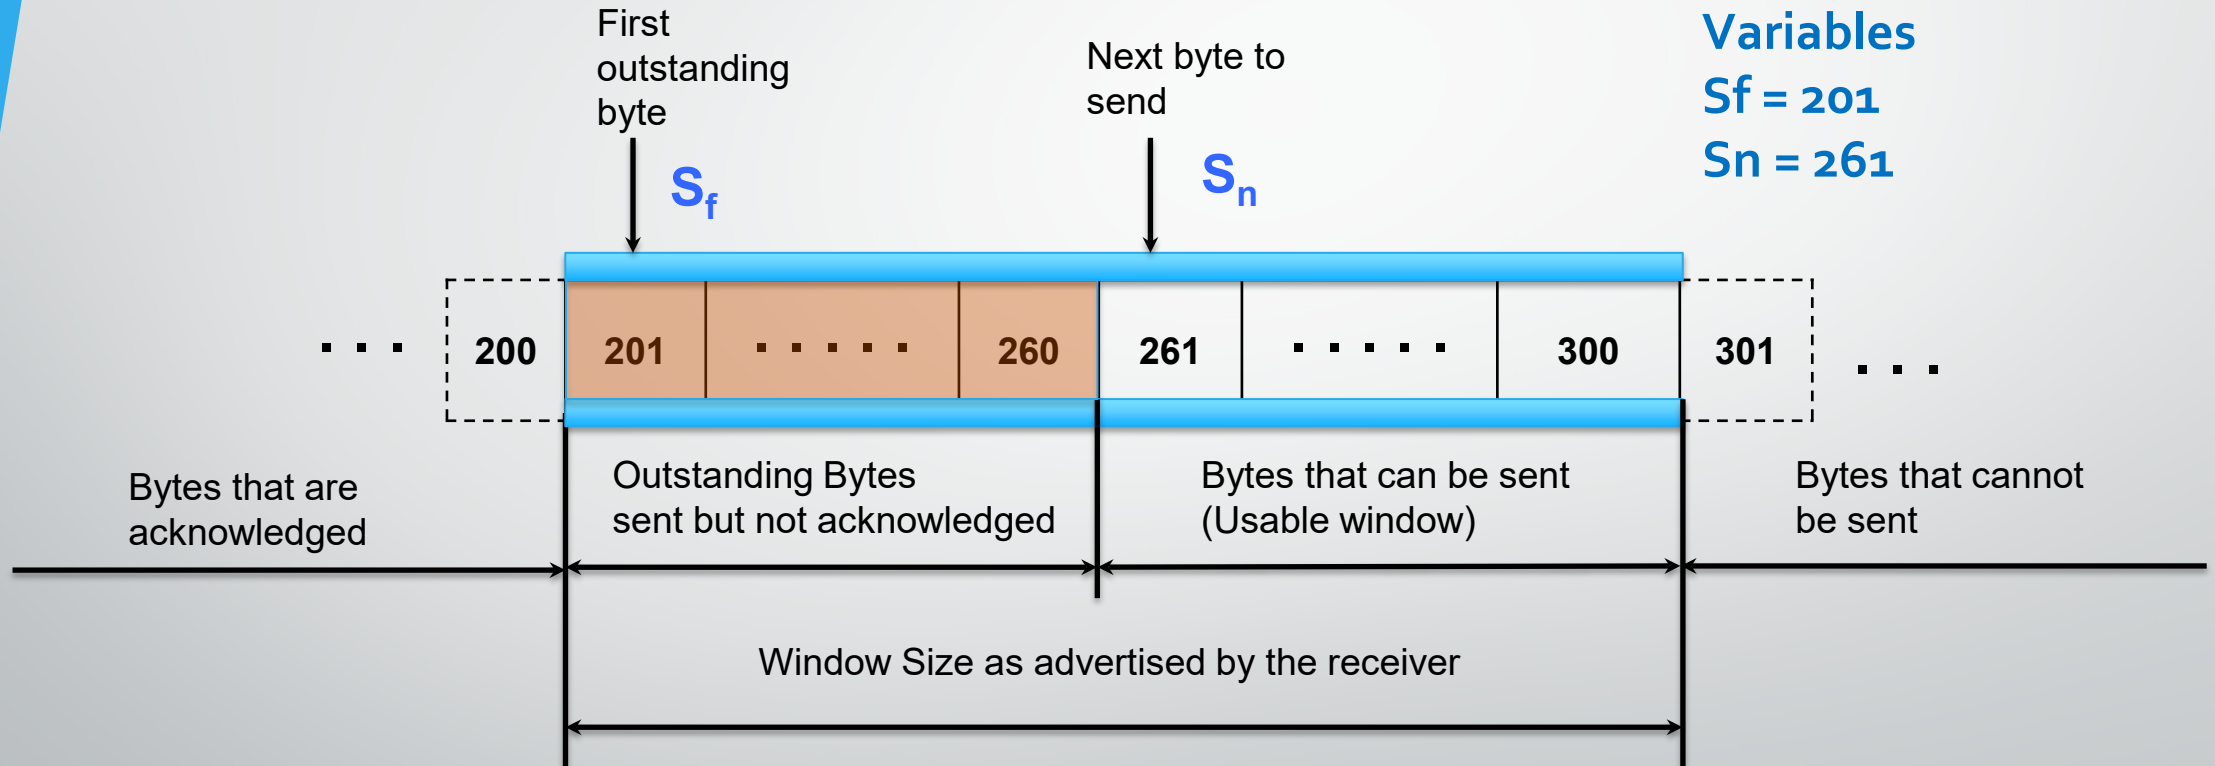 First
outstanding
byte
Next byte to
send
Variables
Sf = 201
Sn = 261
Sf
Sn
. . . 200 201 . . . . . 260 261 . . . . . 300 301 . . .
Bytes that are
acknowledged
Outstanding Bytes
sent but not acknowledged
Bytes that can be sent
(Usable window)
Bytes that cannot
be sent
Window Size as advertised by the receiver